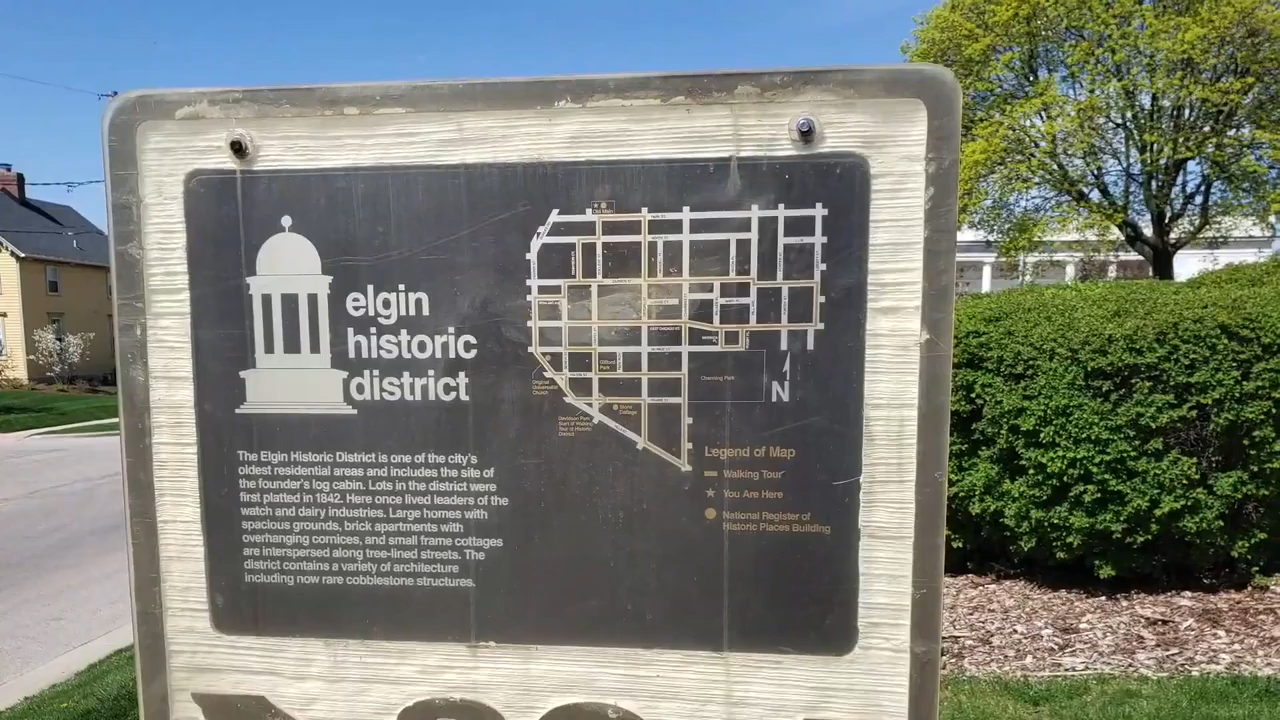 elgin
historic
district
The Elgin Historic District is one of the city's
oldest residential areas and includes the site of
the founder's log cabin. Lots in the district were
first platted in 1842. Here once lived leaders of the
watch and dairy industries. Large homes with
spacious grounds, brick apartments with
overhanging cornices, and small frame cottages
are interspersed along tree-lined streets. The
district contains a variety of architecture
including now rare cobblestone structures.
Old Main
Gifford
Park
Channing Park
N
Original
Universalist
Church
Stone
Cottage
Davidson Park
Start of Walking
Tour of Historic
District
Legend of Map
Walking Tour
You Are Here
National Register of
Historic Places Building